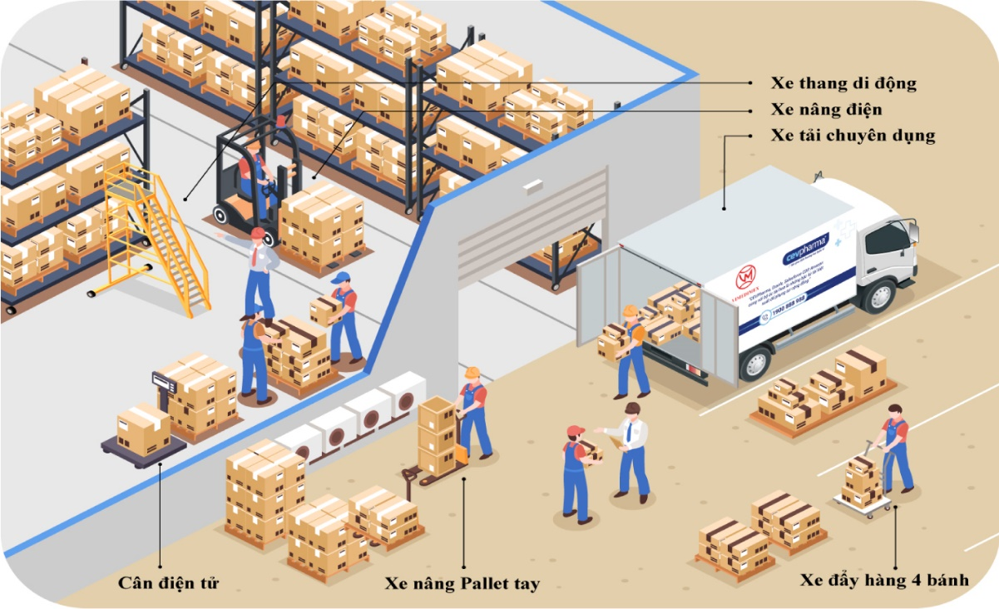 Xe thang di động
Xe nâng điện
Xe tải chuyên dụng
cevpharma
VIMEDIMEX
1900 888 988
Cân điện tử
Xe nâng Pallet tay
Xe đẩy hàng 4 bánh